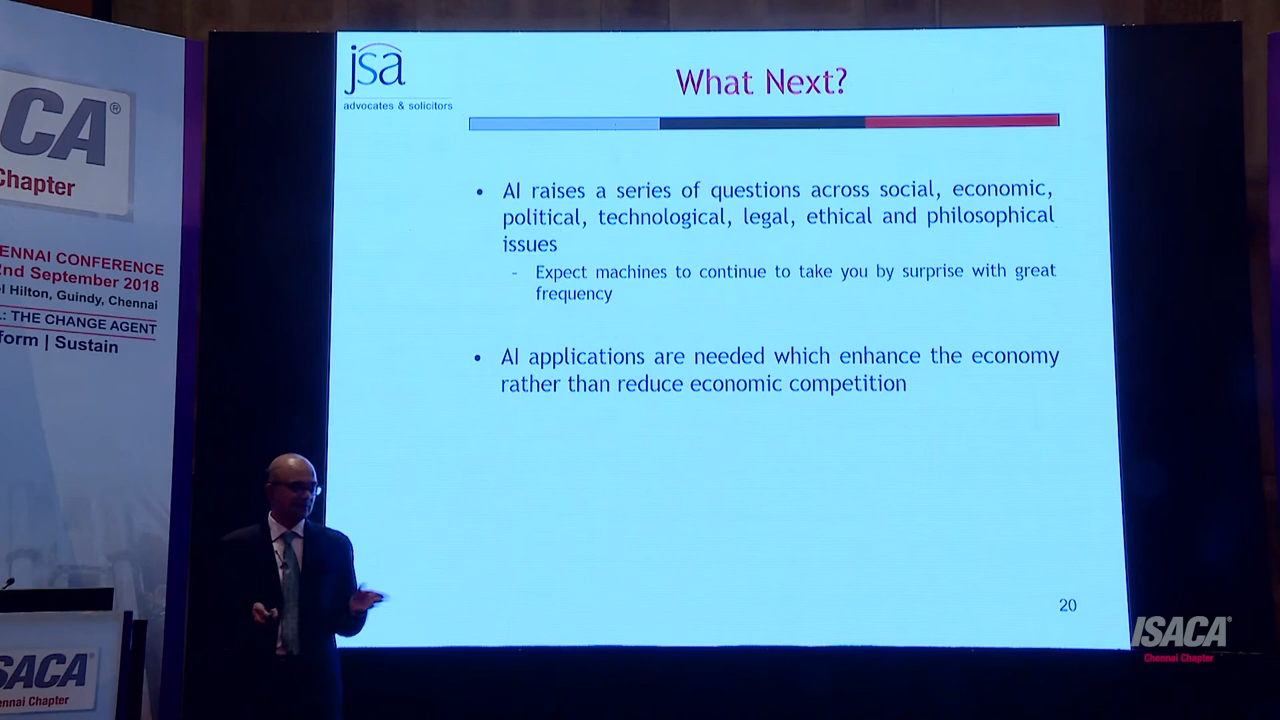 CA®
Chapter
ENNAI CONFERENCE
2nd September 2018
el Hilton, Guindy, Chennai
.: THE CHANGE AGENT
form | Sustain
SACA®
ennai Chapter
jsa
advocates & solicitors
What Next?
• AI raises a series of questions across social, economic,
political, technological, legal, ethical and philosophical
issues
- Expect machines to continue to take you by surprise with great
frequency
• AI applications are needed which enhance the economy
rather than reduce economic competition
20
ISACA®
Chennai Chapter